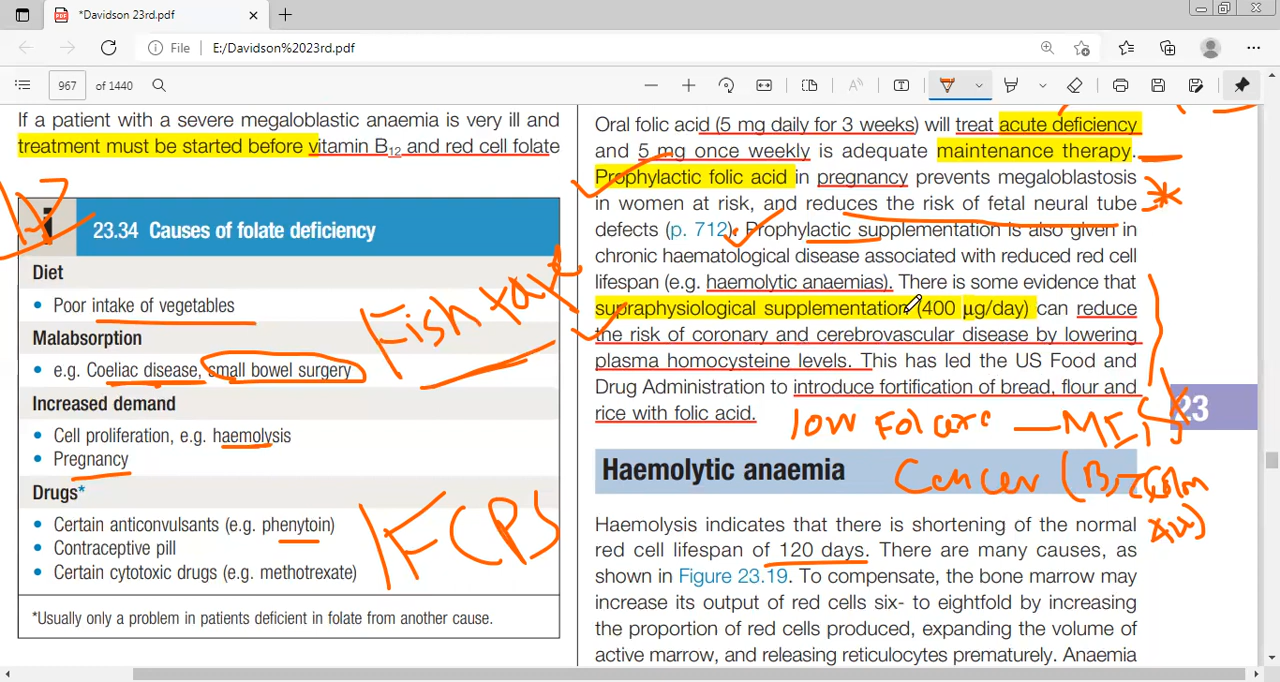 *Davidson 23rd.pdf
File E:/Davidson%2023rd.pdf
967 of 1440
If a patient with a severe megaloblastic anaemia is very ill and
treatment must be started before vitamin B12 and red cell folate
23.34 Causes of folate deficiency
Diet
• Poor intake of vegetables
Malabsorption
• e.g. Coeliac disease, small bowel surgery
Increased demand
• Cell proliferation, e.g. haemolysis
• Pregnancy
Drugs*
• Certain anticonvulsants (e.g. phenytoin)
• Contraceptive pill
• Certain cytotoxic drugs (e.g. methotrexate)
*Usually only a problem in patients deficient in folate from another cause.
Fish
FCPS
Oral folic acid (5 mg daily for 3 weeks) will treat acute deficiency
and 5 mg once weekly is adequate maintenance therapy.
Prophylactic folic acid in pregnancy prevents megaloblastosis
in women at risk, and reduces the risk of fetal neural tube
defects (p. 712). Prophylactic supplementation is also given in
chronic haematological disease associated with reduced red cell
lifespan (e.g. haemolytic anaemias). There is some evidence that
supraphysiological supplementation (400 μg/day) can reduce
the risk of coronary and cerebrovascular disease by lowering
plasma homocysteine levels. This has led the US Food and
Drug Administration to introduce fortification of bread, flour and
rice with folic acid.
low
23
Haemolytic anaemia
Cancer
Haemolysis indicates that there is shortening of the normal
red cell lifespan of 120 days. There are many causes, as
shown in Figure 23.19. To compensate, the bone marrow may
increase its output of red cells six- to eightfold by increasing
the proportion of red cells produced, expanding the volume of
active marrow, and releasing reticulocytes prematurely. Anaemia